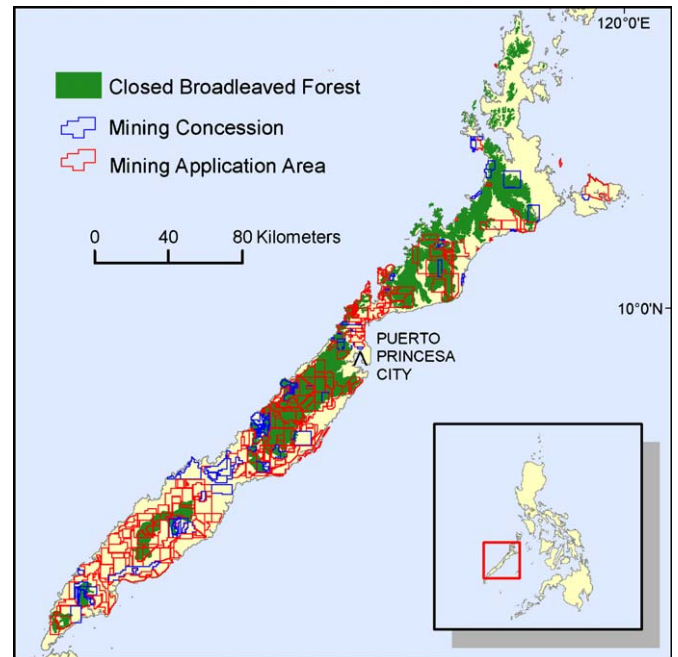 120°0'E
Closed Broadleaved Forest
Mining Concession
Mining Application Area
0 40 80 Kilometers
10°0'N
PUERTO
PRINCESA
CITY